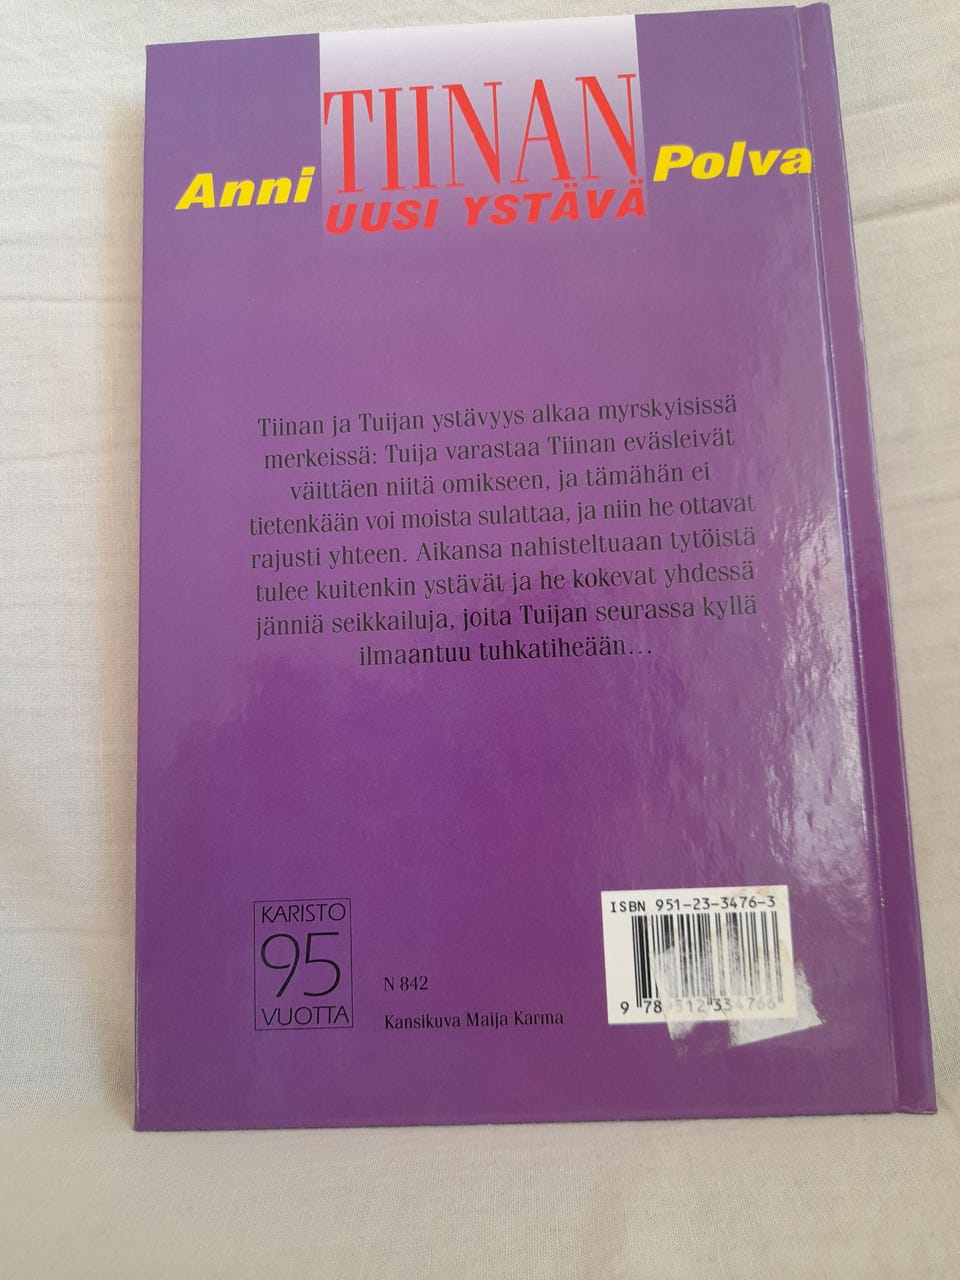 Anni TIINAN Polva
UUSI YSTÄVÄ
Tiinan ja Tuijan ystävyys alkaa myrskyisissä
merkeissä: Tuija varastaa Tiinan eväsleivät
väittäen niitä omikseen, ja tämähän ei
tietenkään voi moista sulattaa, ja niin he ottavat
rajusti yhteen. Aikansa nahisteltuaan tytöistä
tulee kuitenkin ystävät ja he kokevat yhdessä
jänniä seikkailuja, joita Tuijan seurassa kyllä
ilmaantuu tuhkatiheään...
KARISTO
95
VUOTTA
N 842
Kansikuva Maija Karma
ISBN 951-23-3476-3
9 789512 334766